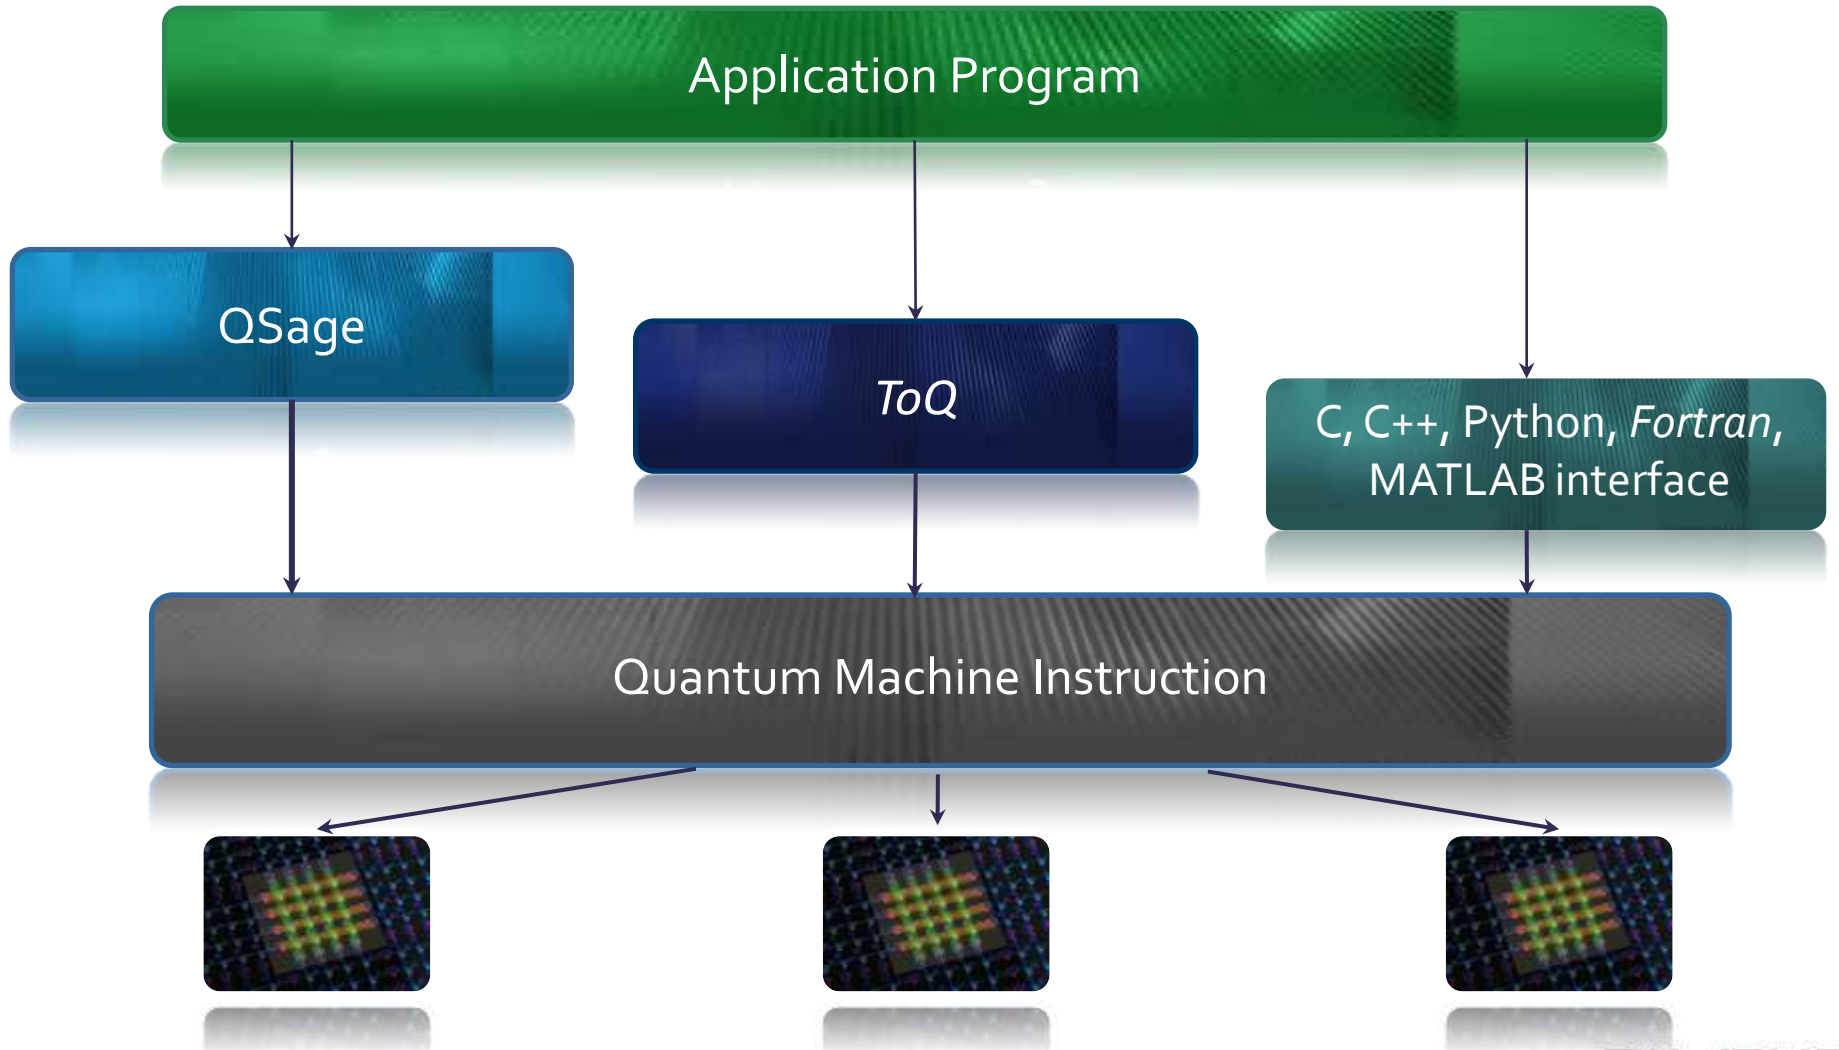 Application Program
QSage
ToQ
C, C++, Python, Fortran,
MATLAB interface
Quantum Machine Instruction